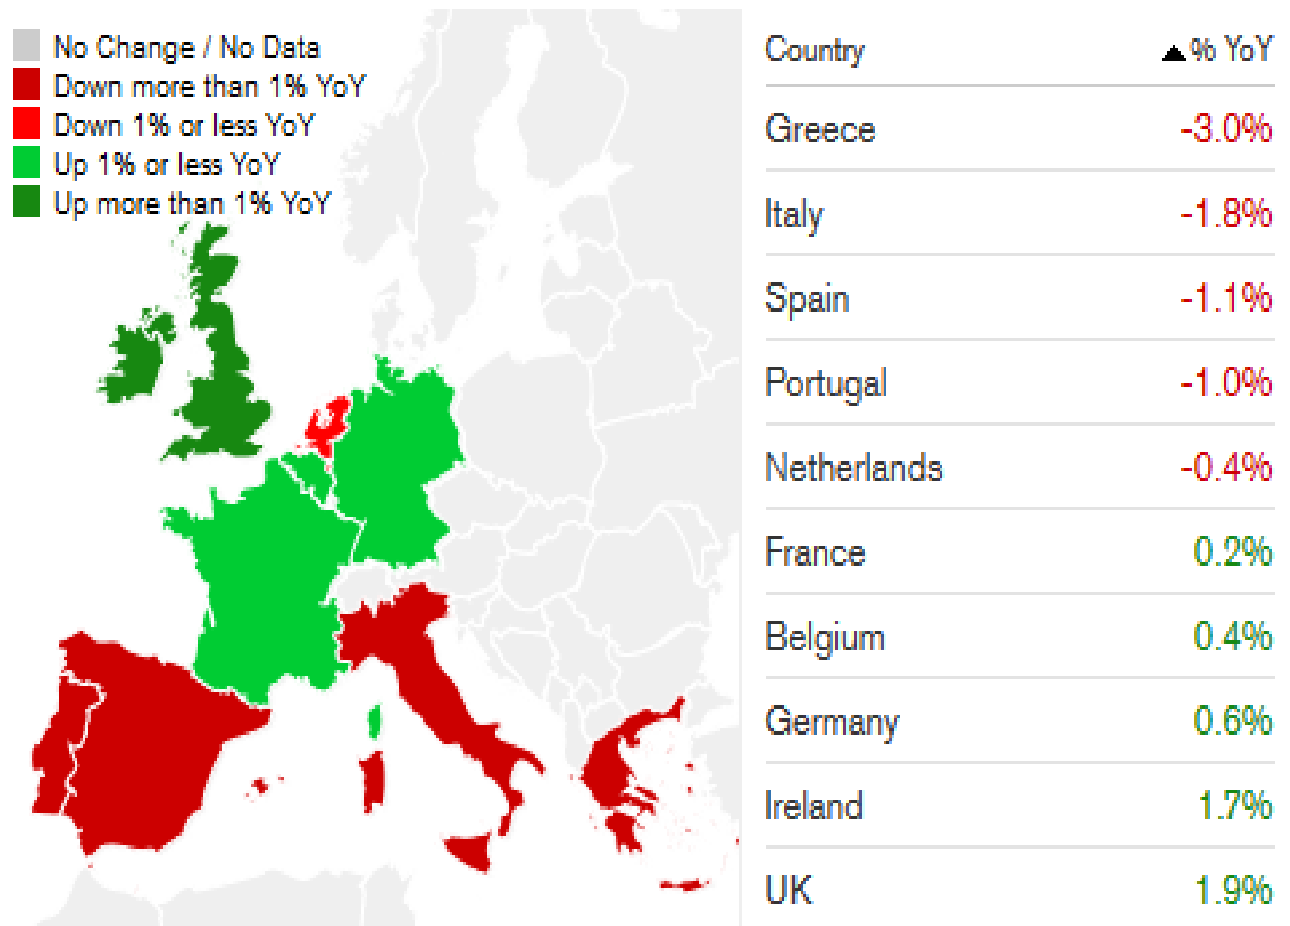 No Change / No Data
Down more than 1% YoY
Down 1% or less YoY
Up 1% or less YoY
Up more than 1% YoY
Country ▲% YoY
Greece -3.0%
Italy -1.8%
Spain -1.1%
Portugal -1.0%
Netherlands -0.4%
France 0.2%
Belgium 0.4%
Germany 0.6%
Ireland 1.7%
UK 1.9%